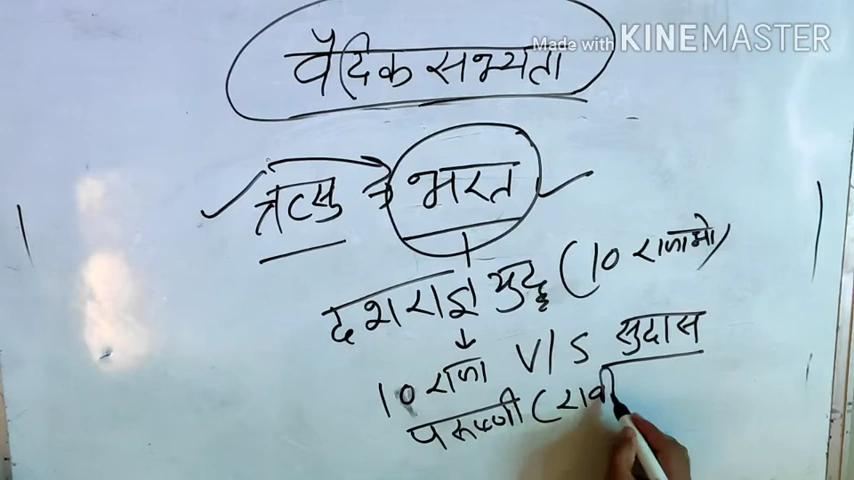 Made with KINEMASTER
वैदिक सभ्यता
त्रत्सु → भरत
दशराज्ञ युद्ध (10 राजाओ)
↓
10 राजा V/S सुदास
परुष्णी (रावी